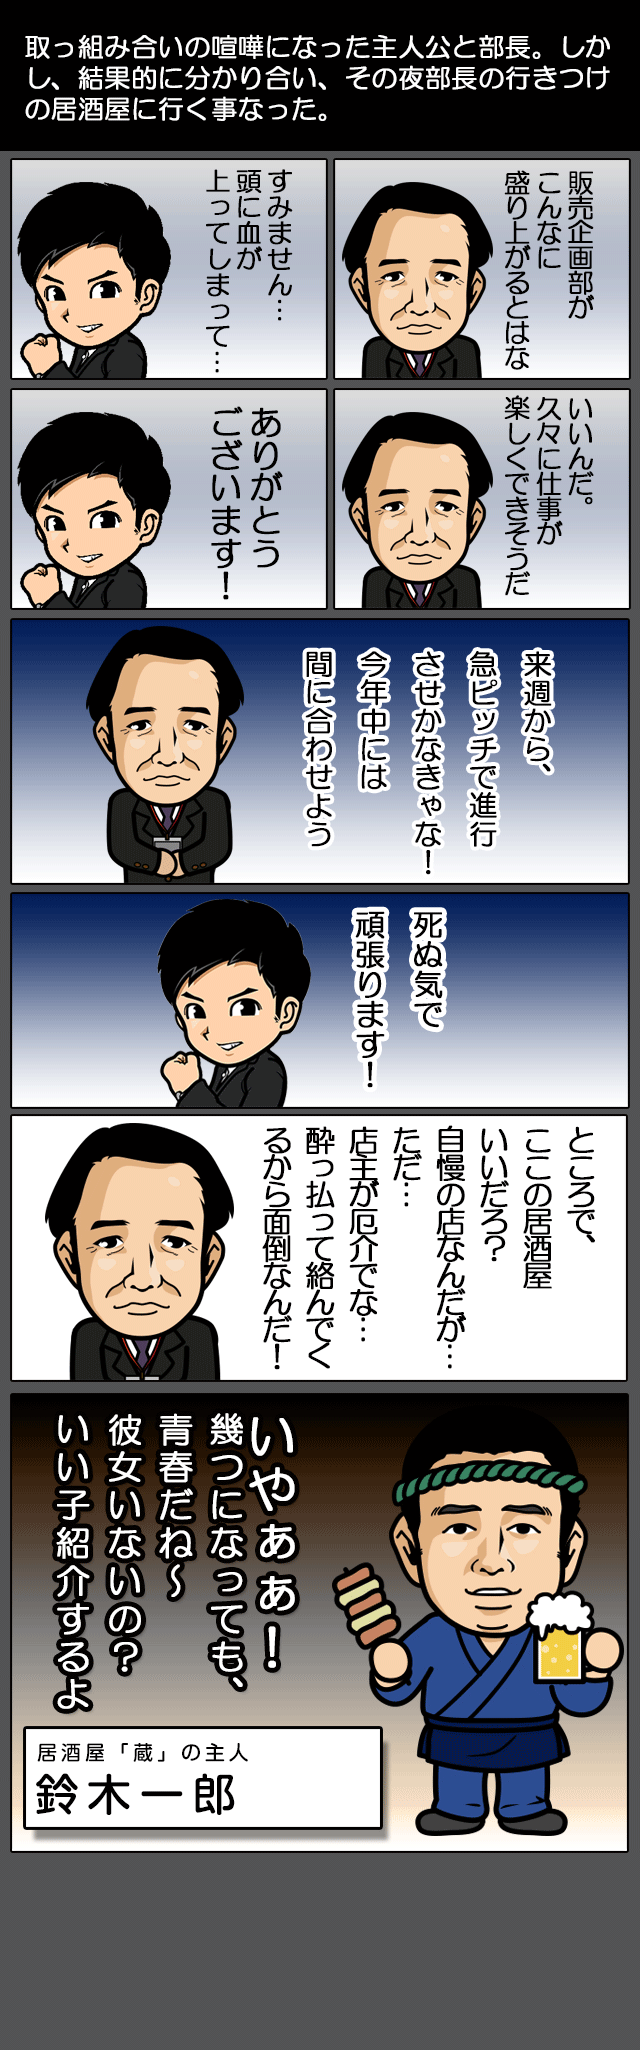 取っ組み合いの喧嘩になった主人公と部長。しか
し、結果的に分かり合い、その夜部長の行きつけ
の居酒屋に行く事なった。
販売企画部が
こんなに
盛り上がるとはな
すみません…
頭に血が
上ってしまって…
いいんだ。
久々に仕事が
楽しくできそうだ
ありがとう
ございます！
来週から、
急ピッチで進行
させかなきゃな！
今年中には
間に合わせよう
死ぬ気で
頑張ります！
ところで、
ここの居酒屋
いいだろ？
自慢の店なんだが…
ただ…
店主が厄介でな…
酔っ払って絡んでく
るから面倒なんだ！
いやぁぁ！
幾つになっても、
青春だね～
彼女いないの？
いい子紹介するよ
居酒屋「蔵」の主人
鈴木一郎